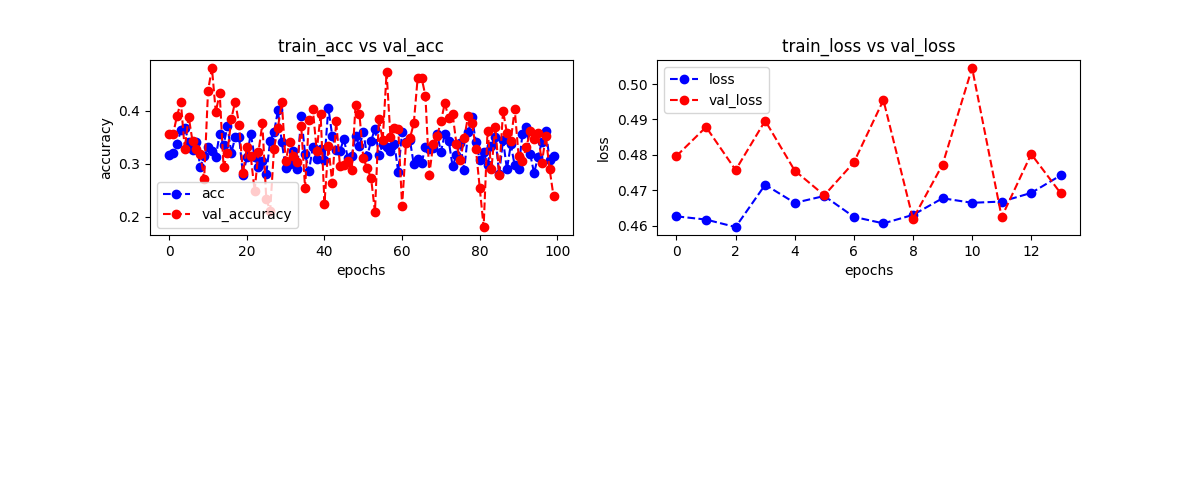 train_acc vs val_acc
accuracy
0.4
0.3
0.2
acc
val_accuracy
0 20 40 60 80 100
epochs
train_loss vs val_loss
loss
0.50
0.49
0.48
0.47
0.46
loss
val_loss
0 2 4 6 8 10 12
epochs